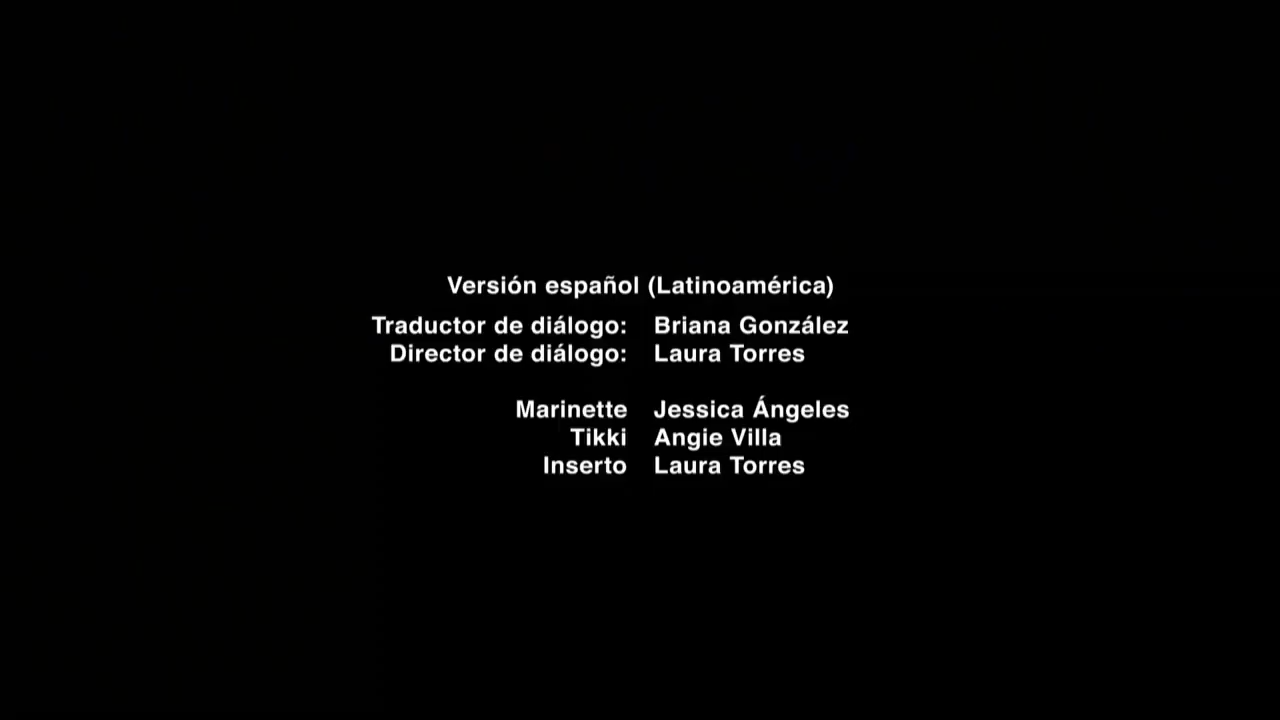 Versión español (Latinoamérica)
Traductor de diálogo: Briana González
Director de diálogo: Laura Torres
Marinette Jessica Ángeles
Tikki Angie Villa
Inserto Laura Torres